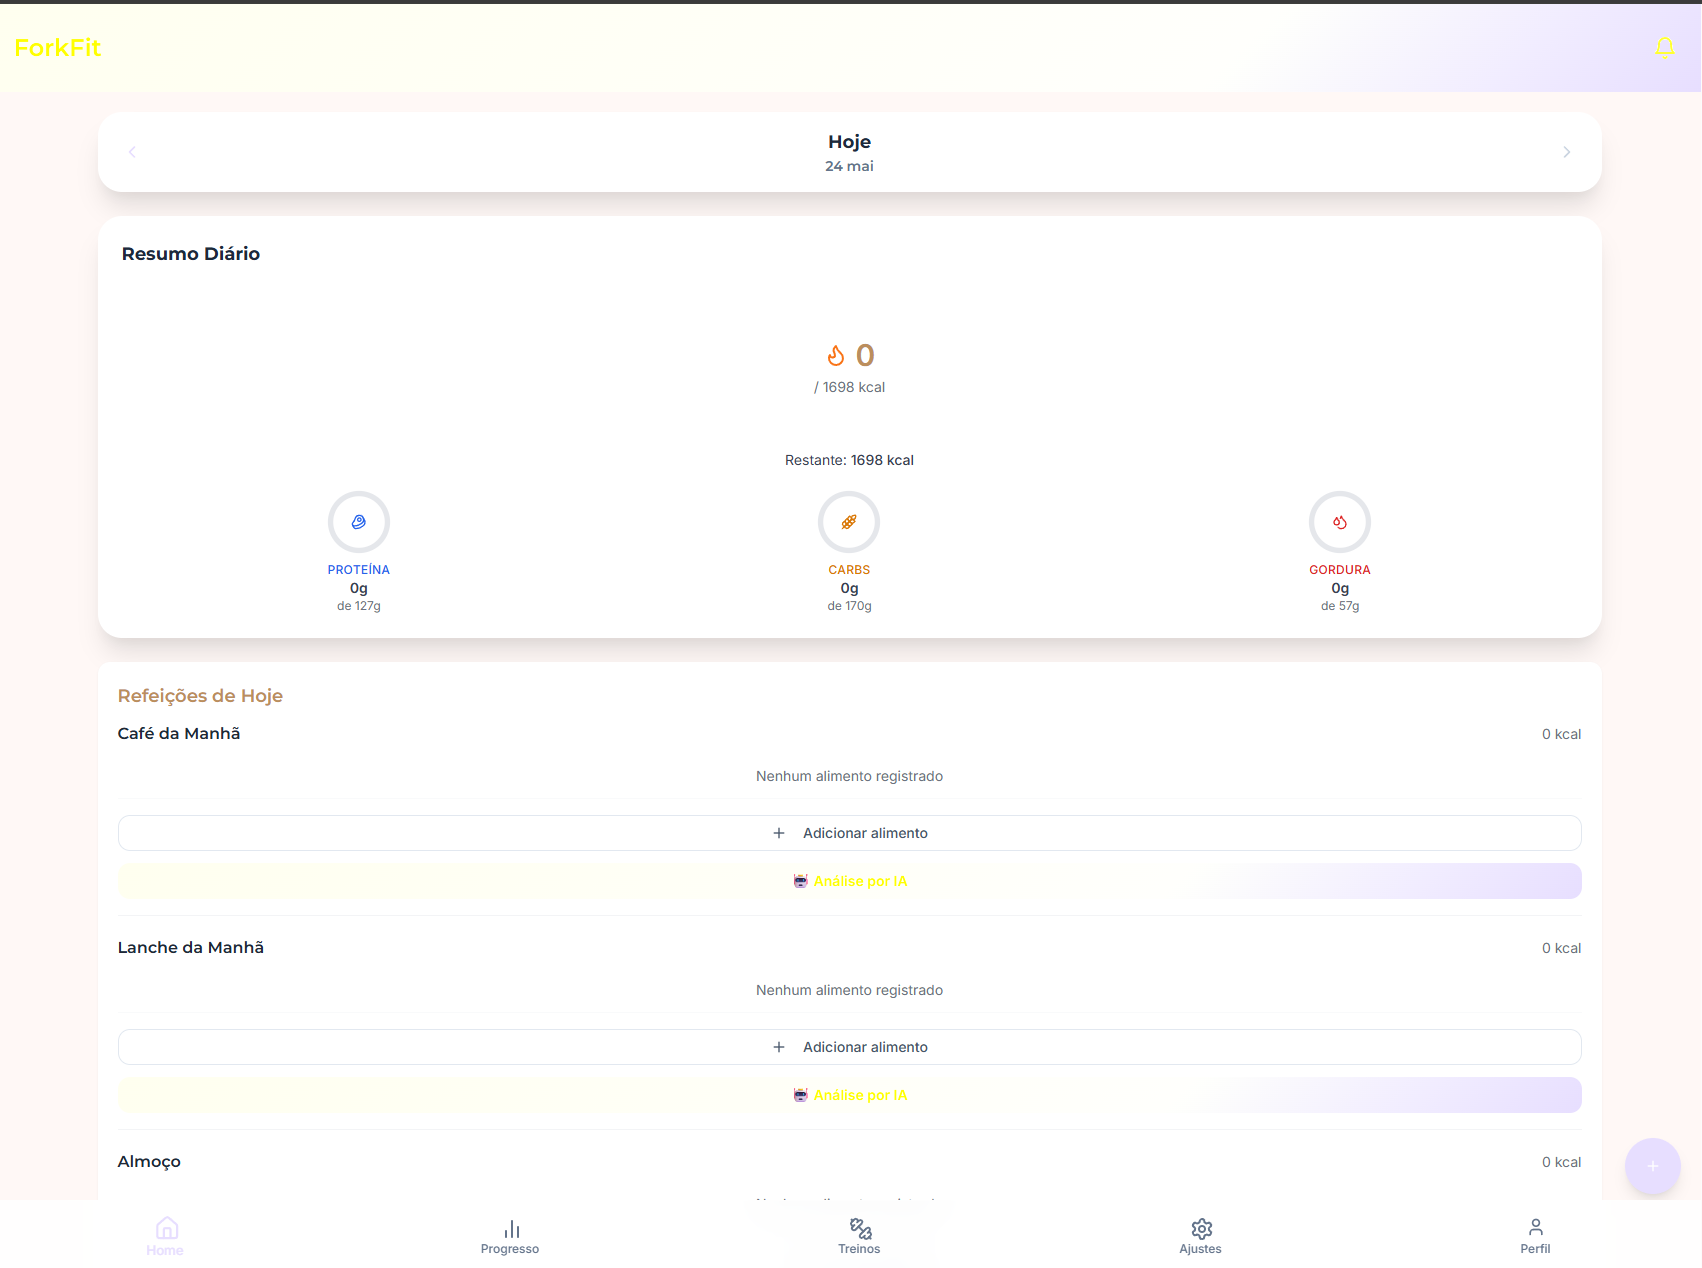 ForkFit
Hoje
24 mai
Resumo Diário
0
/ 1698 kcal
Restante: 1698 kcal
PROTEÍNA
0g
de 127g
CARBS
0g
de 170g
GORDURA
0g
de 57g
Refeições de Hoje
Café da Manhã
0 kcal
Nenhum alimento registrado
+ Adicionar alimento
Análise por IA
Lanche da Manhã
0 kcal
Nenhum alimento registrado
+ Adicionar alimento
Análise por IA
Almoço
0 kcal
+
Home
Progresso
Treinos
Ajustes
Perfil